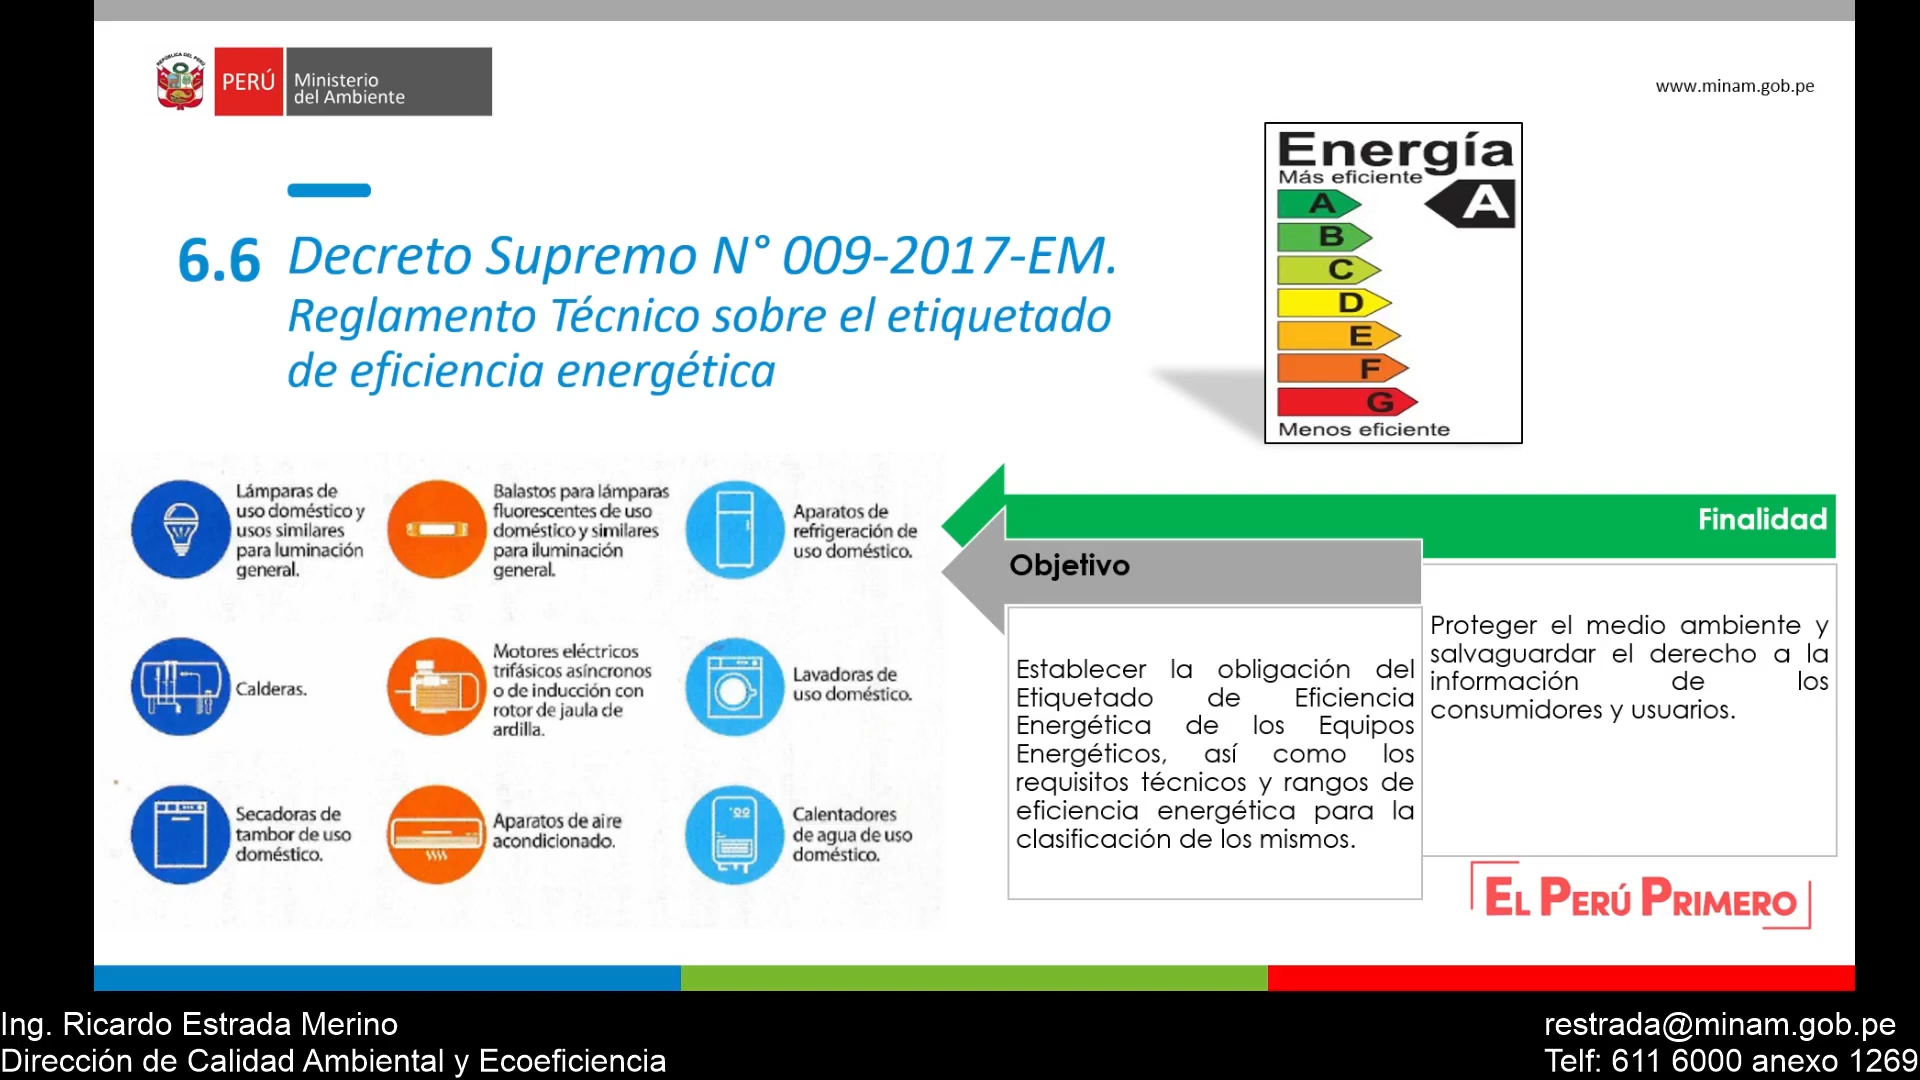 REPÚBLICA DEL PERÚ
PERÚ
Ministerio
del Ambiente
www.minam.gob.pe
6.6
Decreto Supremo N° 009-2017-EM.
Reglamento Técnico sobre el etiquetado
de eficiencia energética
Energía
Más eficiente
A
A
B
C
D
E
F
G
Menos eficiente
Lámparas de
uso doméstico y
usos similares
para luminación
general.
Balastos para lámparas
fluorescentes de uso
doméstico y similares
para iluminación
general.
Aparatos de
refrigeración de
uso doméstico.
Calderas.
Motores eléctricos
trifásicos asíncronos
o de inducción con
rotor de jaula de
ardilla.
Lavadoras de
uso doméstico.
Secadoras de
tambor de uso
doméstico.
Aparatos de aire
acondicionado.
Calentadores
de agua de uso
doméstico.
Finalidad
Objetivo
Establecer la obligación del
Etiquetado de Eficiencia
Energética de los Equipos
Energéticos, así como los
requisitos técnicos y rangos de
eficiencia energética para la
clasificación de los mismos.
Proteger el medio ambiente y
salvaguardar el derecho a la
información de los
consumidores y usuarios.
EL PERÚ PRIMERO
Ing. Ricardo Estrada Merino
Dirección de Calidad Ambiental y Ecoeficiencia
restrada@minam.gob.pe
Telf: 611 6000 anexo 1269